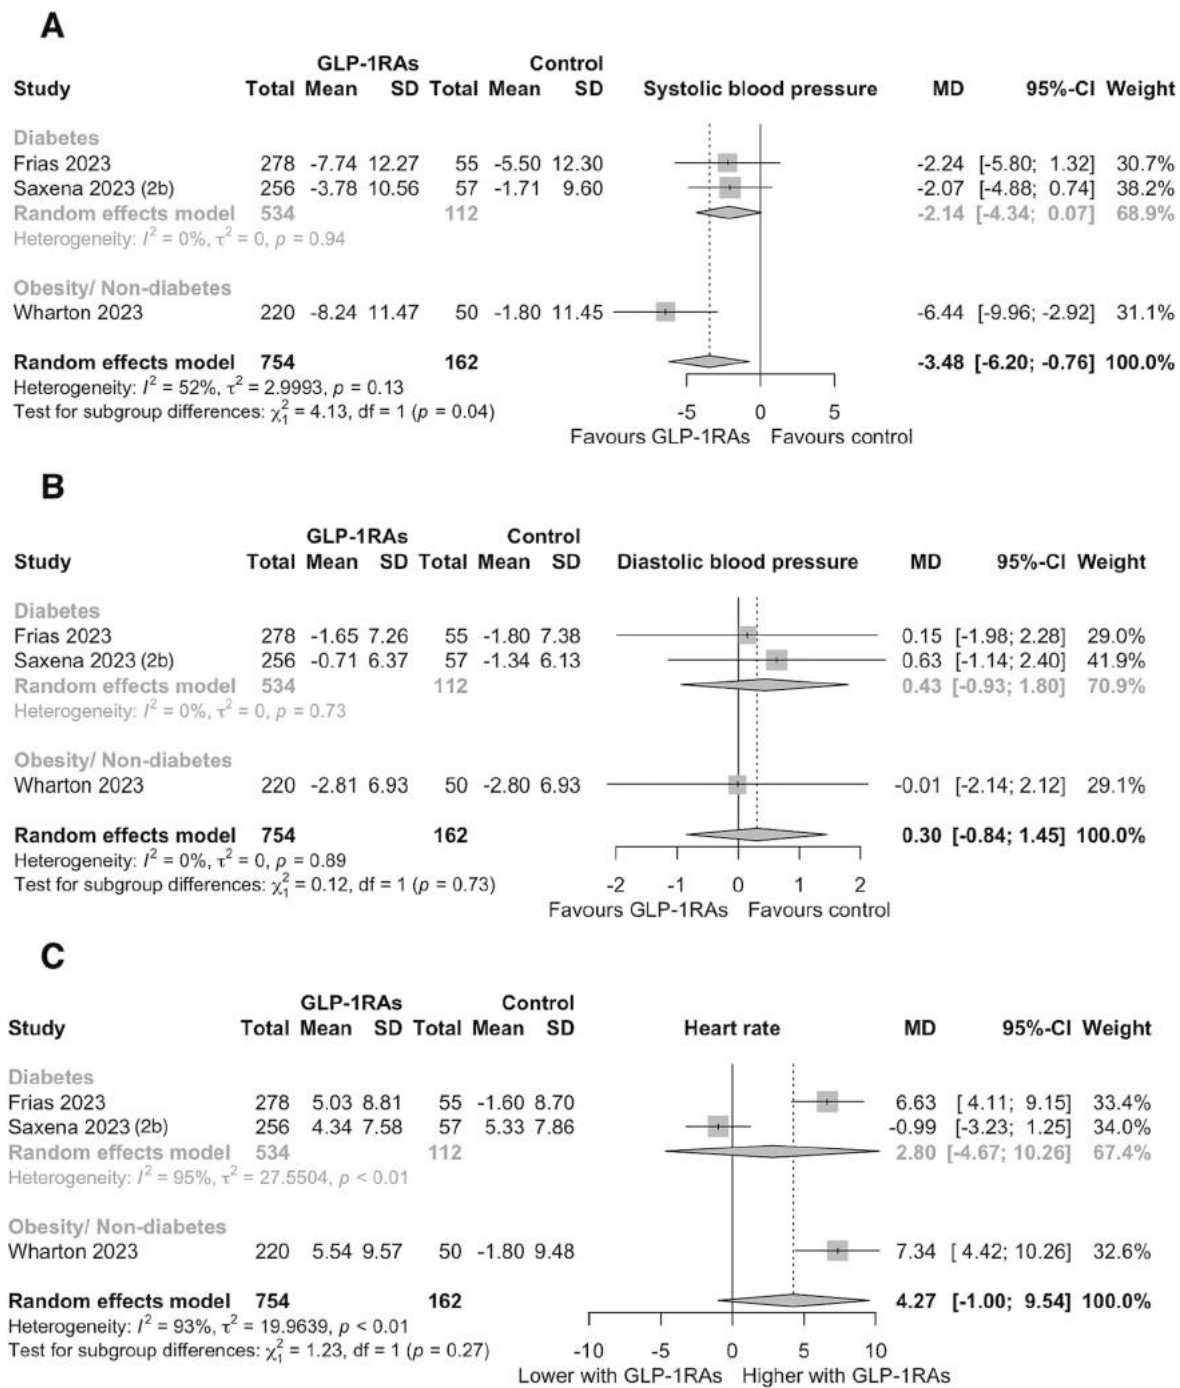 A
GLP-1RAs Control
Study Total Mean SD Total Mean SD Systolic blood pressure MD 95%-CI Weight
Diabetes
Frias 2023 278 -7.74 12.27 55 -5.50 12.30 -2.24 [-5.80; 1.32] 30.7%
Saxena 2023 (2b) 256 -3.78 10.56 57 -1.71 9.60 -2.07 [-4.88; 0.74] 38.2%
Random effects model 534 112 -2.14 [-4.34; 0.07] 68.9%
Heterogeneity: I² = 0%, τ² = 0, p = 0.94
Obesity/ Non-diabetes
Wharton 2023 220 -8.24 11.47 50 -1.80 11.45 -6.44 [-9.96; -2.92] 31.1%
Random effects model 754 162 -3.48 [-6.20; -0.76] 100.0%
Heterogeneity: I² = 52%, τ² = 2.9993, p = 0.13
Test for subgroup differences: χ²₁ = 4.13, df = 1 (p = 0.04)
-5 0 5
Favours GLP-1RAs Favours control
B
GLP-1RAs Control
Study Total Mean SD Total Mean SD Diastolic blood pressure MD 95%-CI Weight
Diabetes
Frias 2023 278 -1.65 7.26 55 -1.80 7.38 0.15 [-1.98; 2.28] 29.0%
Saxena 2023 (2b) 256 -0.71 6.37 57 -1.34 6.13 0.63 [-1.14; 2.40] 41.9%
Random effects model 534 112 0.43 [-0.93; 1.80] 70.9%
Heterogeneity: I² = 0%, τ² = 0, p = 0.73
Obesity/ Non-diabetes
Wharton 2023 220 -2.81 6.93 50 -2.80 6.93 -0.01 [-2.14; 2.12] 29.1%
Random effects model 754 162 0.30 [-0.84; 1.45] 100.0%
Heterogeneity: I² = 0%, τ² = 0, p = 0.89
Test for subgroup differences: χ²₁ = 0.12, df = 1 (p = 0.73)
-2 -1 0 1 2
Favours GLP-1RAs Favours control
C
GLP-1RAs Control
Study Total Mean SD Total Mean SD Heart rate MD 95%-CI Weight
Diabetes
Frias 2023 278 5.03 8.81 55 -1.60 8.70 6.63 [ 4.11; 9.15] 33.4%
Saxena 2023 (2b) 256 4.34 7.58 57 5.33 7.86 -0.99 [-3.23; 1.25] 34.0%
Random effects model 534 112 2.80 [-4.67; 10.26] 67.4%
Heterogeneity: I² = 95%, τ² = 27.5504, p < 0.01
Obesity/ Non-diabetes
Wharton 2023 220 5.54 9.57 50 -1.80 9.48 7.34 [ 4.42; 10.26] 32.6%
Random effects model 754 162 4.27 [-1.00; 9.54] 100.0%
Heterogeneity: I² = 93%, τ² = 19.9639, p < 0.01
Test for subgroup differences: χ²₁ = 1.23, df = 1 (p = 0.27)
-10 -5 0 5 10
Lower with GLP-1RAs Higher with GLP-1RAs